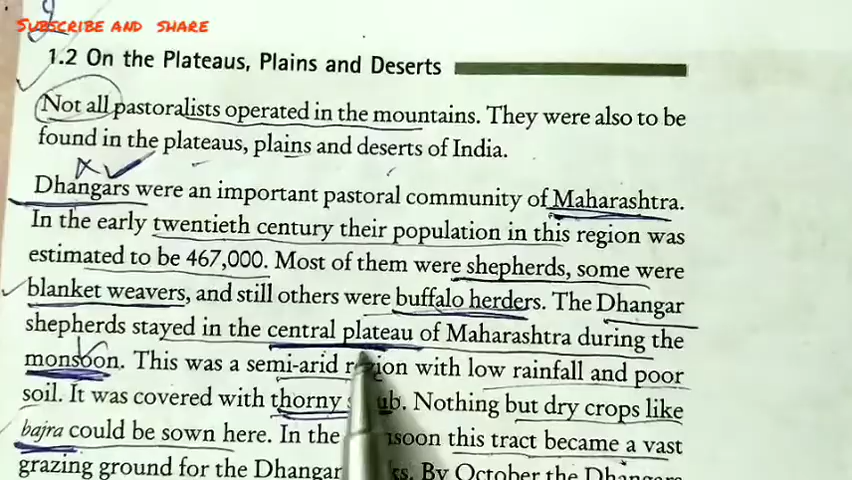 SUBSCRIBE AND SHARE
1.2 On the Plateaus, Plains and Deserts
Not all pastoralists operated in the mountains. They were also to be
found in the plateaus, plains and deserts of India.
Dhangars were an important pastoral community of Maharashtra.
In the early twentieth century their population in this region was
estimated to be 467,000. Most of them were shepherds, some were
blanket weavers, and still others were buffalo herders. The Dhangar
shepherds stayed in the central plateau of Maharashtra during the
monsoon. This was a semi-arid region with low rainfall and poor
soil. It was covered with thorny. Nothing but dry crops like
bajra could be sown here. In the this tract became a vast
grazing ground for the Dhangar By October the Dhangars